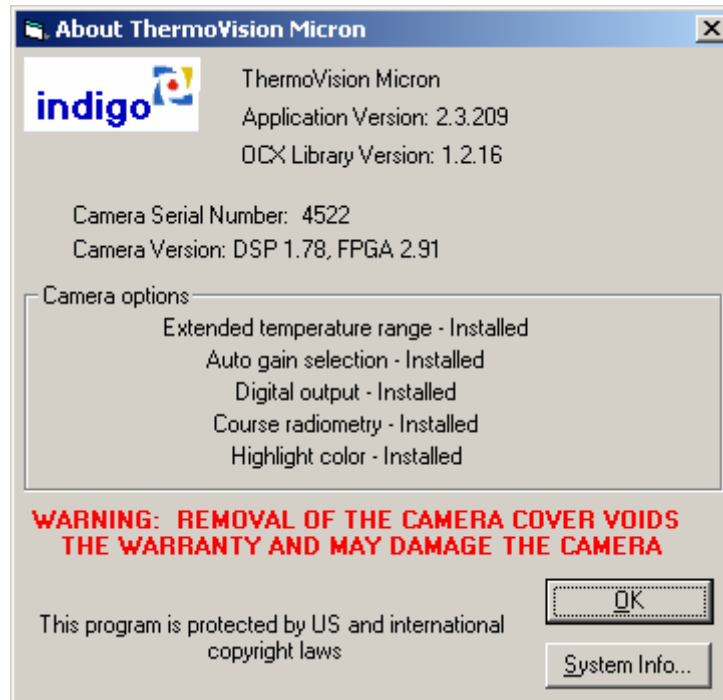 About ThermoVision Micron
indigo
ThermoVision Micron
Application Version: 2.3.209
OCX Library Version: 1.2.16
Camera Serial Number: 4522
Camera Version: DSP 1.78, FPGA 2.91
Camera options
Extended temperature range - Installed
Auto gain selection - Installed
Digital output - Installed
Course radiometry - Installed
Highlight color - Installed
WARNING: REMOVAL OF THE CAMERA COVER VOIDS
THE WARRANTY AND MAY DAMAGE THE CAMERA
This program is protected by US and international
copyright laws
OK
System Info...